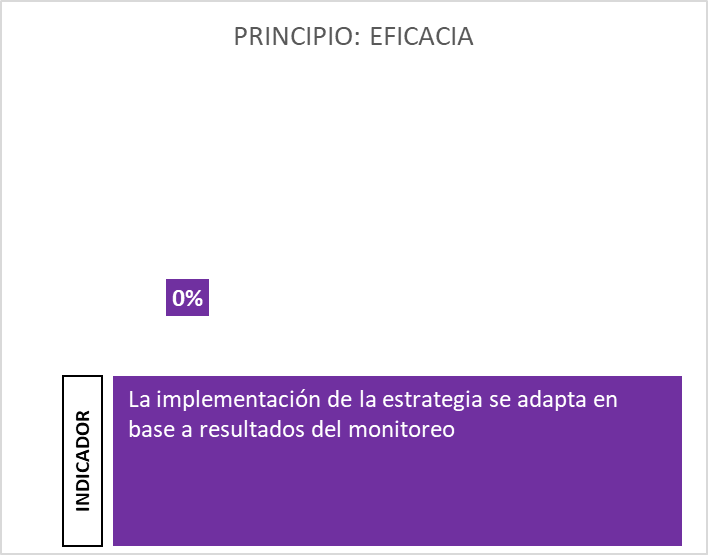 PRINCIPIO: EFICACIA
0%
INDICADOR
La implementación de la estrategia se adapta en
base a resultados del monitoreo